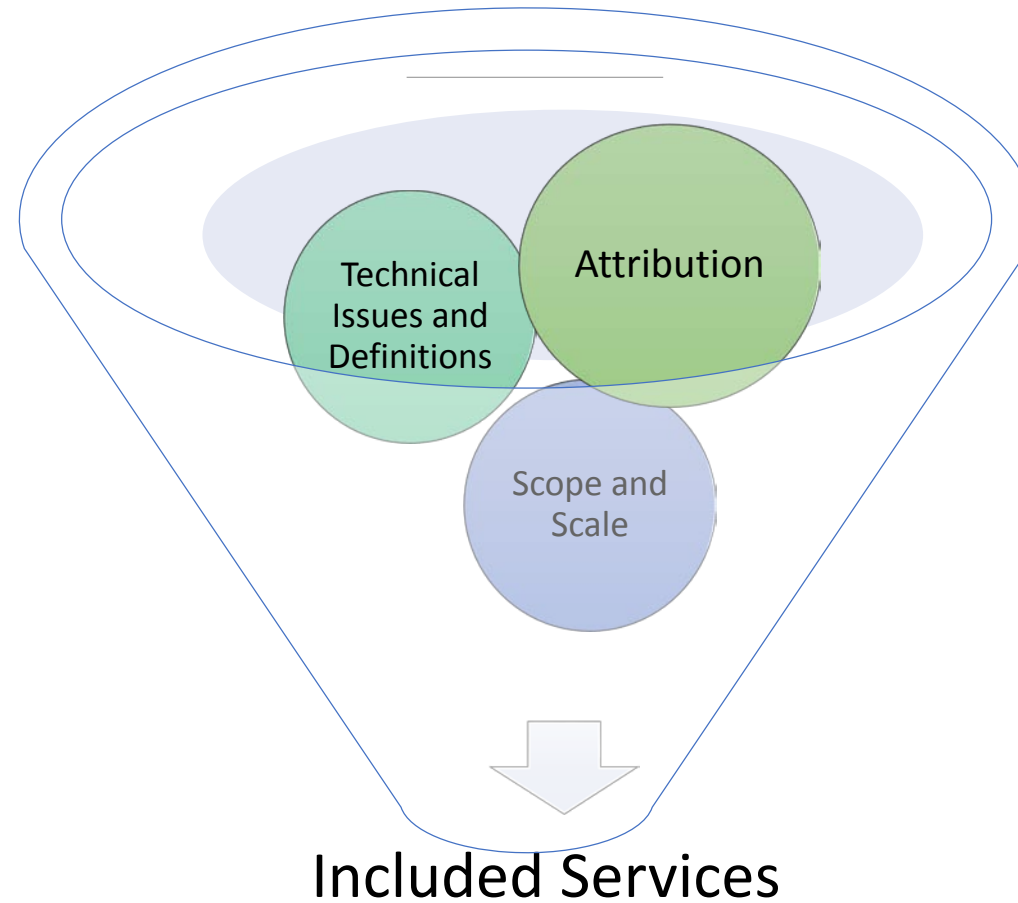 Technical
Issues and
Definitions
Attribution
Scope and
Scale
Included Services